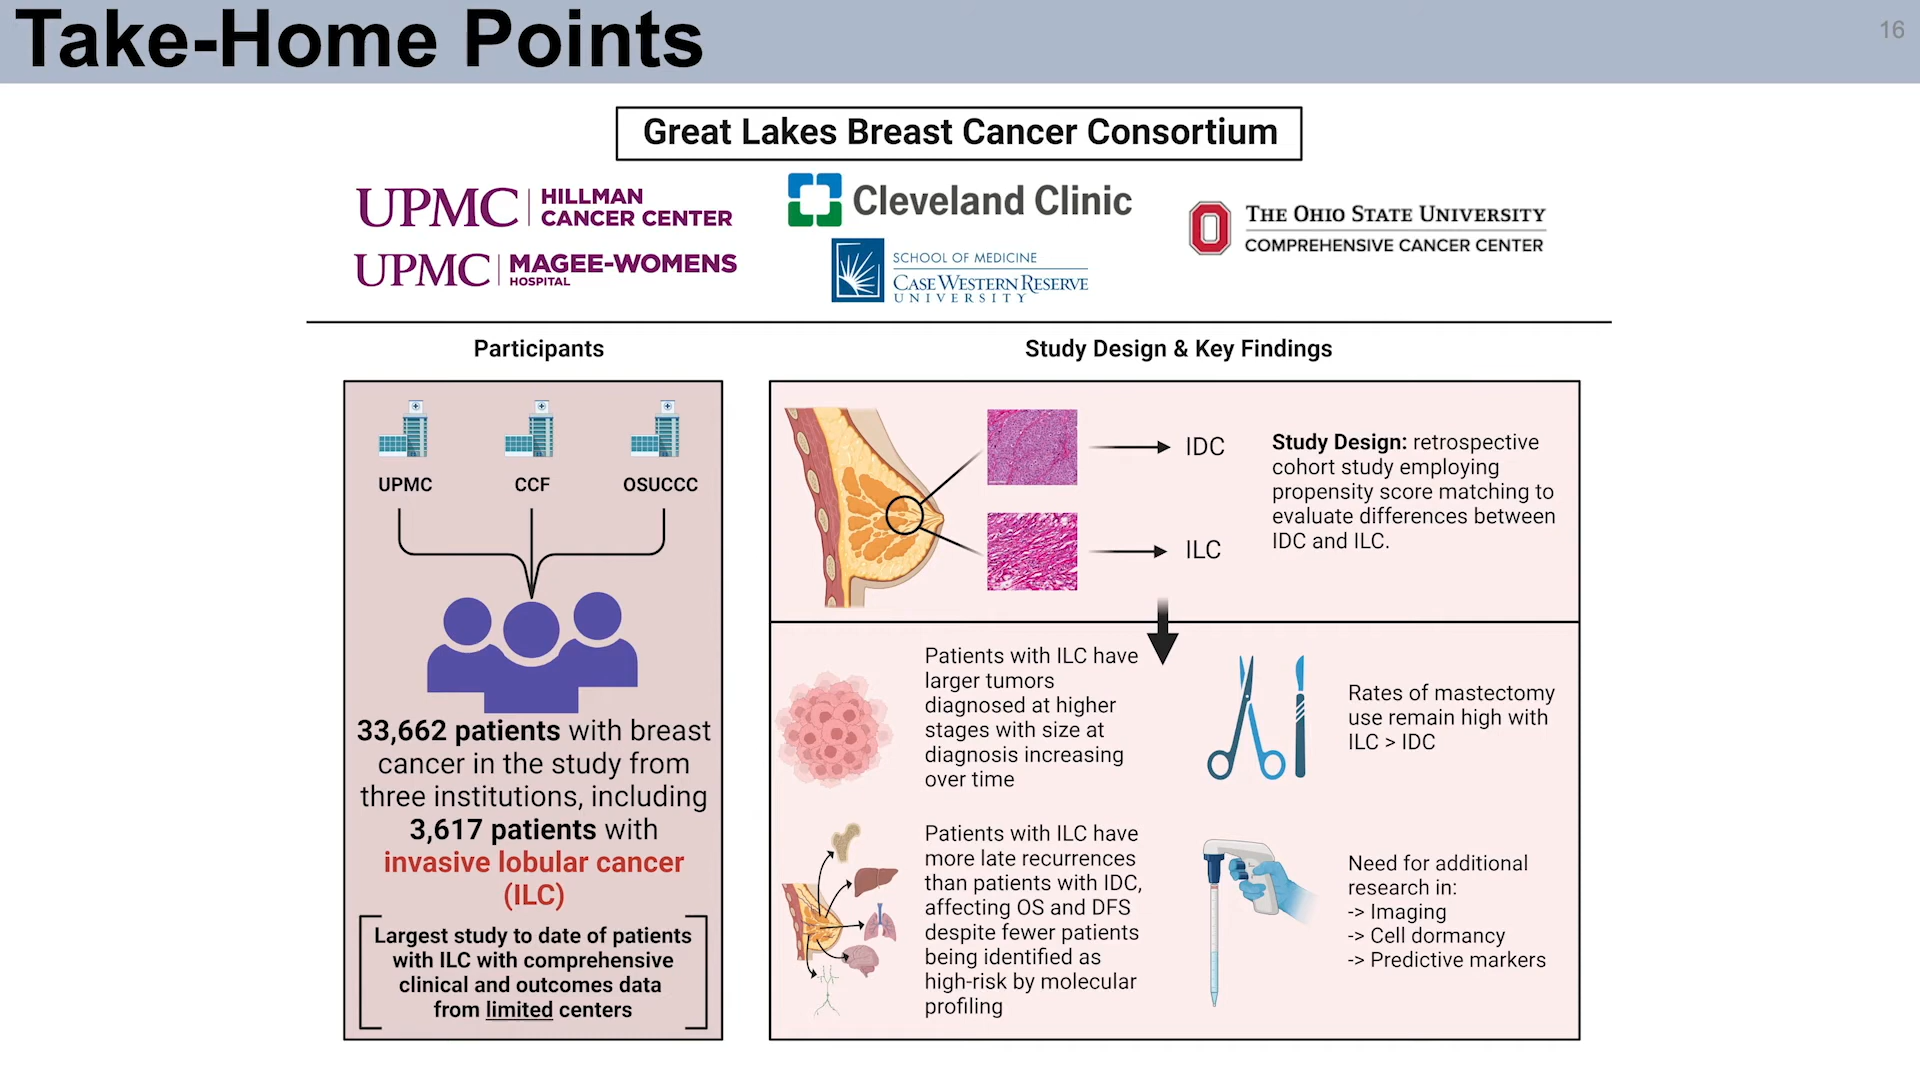 Take-Home Points
16
Great Lakes Breast Cancer Consortium
UPMC | HILLMAN
CANCER CENTER
UPMC | MAGEE-WOMENS
HOSPITAL
Cleveland Clinic
SCHOOL OF MEDICINE
CASE WESTERN RESERVE
UNIVERSITY
THE OHIO STATE UNIVERSITY
COMPREHENSIVE CANCER CENTER
Participants
UPMC
CCF
OSUCCC
33,662 patients with breast
cancer in the study from
three institutions, including
3,617 patients with
invasive lobular cancer
(ILC)
Largest study to date of patients
with ILC with comprehensive
clinical and outcomes data
from limited centers
Study Design & Key Findings
IDC
ILC
Study Design: retrospective
cohort study employing
propensity score matching to
evaluate differences between
IDC and ILC.
Patients with ILC have
larger tumors
diagnosed at higher
stages with size at
diagnosis increasing
over time
Rates of mastectomy
use remain high with
ILC > IDC
Patients with ILC have
more late recurrences
than patients with IDC,
affecting OS and DFS
despite fewer patients
being identified as
high-risk by molecular
profiling
Need for additional
research in:
-> Imaging
-> Cell dormancy
-> Predictive markers